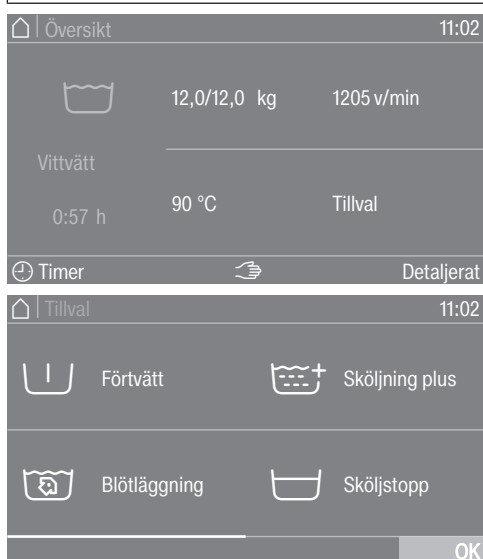 Översikt 11:02
12,0/12,0 kg 1205 v/min
Vittvätt
90 °C Tillval
0:57 h
Timer Detaljerat
Tillval 11:02
Förtvätt Sköljning plus
Blötläggning Sköljstopp
OK